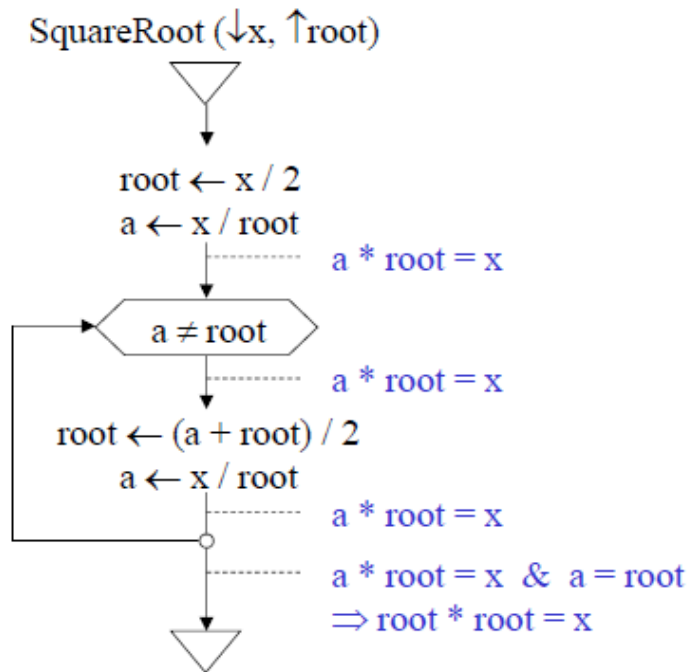 SquareRoot (↓x, ↑root)
root ← x / 2
a ← x / root
a * root = x
a ≠ root
a * root = x
root ← (a + root) / 2
a ← x / root
a * root = x
a * root = x & a = root
⇒ root * root = x